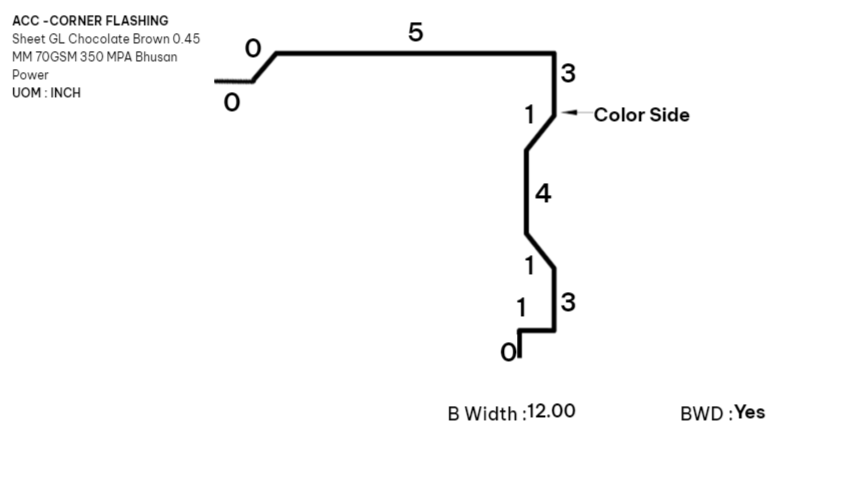 ACC -CORNER FLASHING
Sheet GL Chocolate Brown 0.45
MM 70GSM 350 MPA Bhusan
Power
UOM : INCH
0
0
5
3
1
Color Side
4
1
1
3
0
B Width :12.00
BWD :Yes